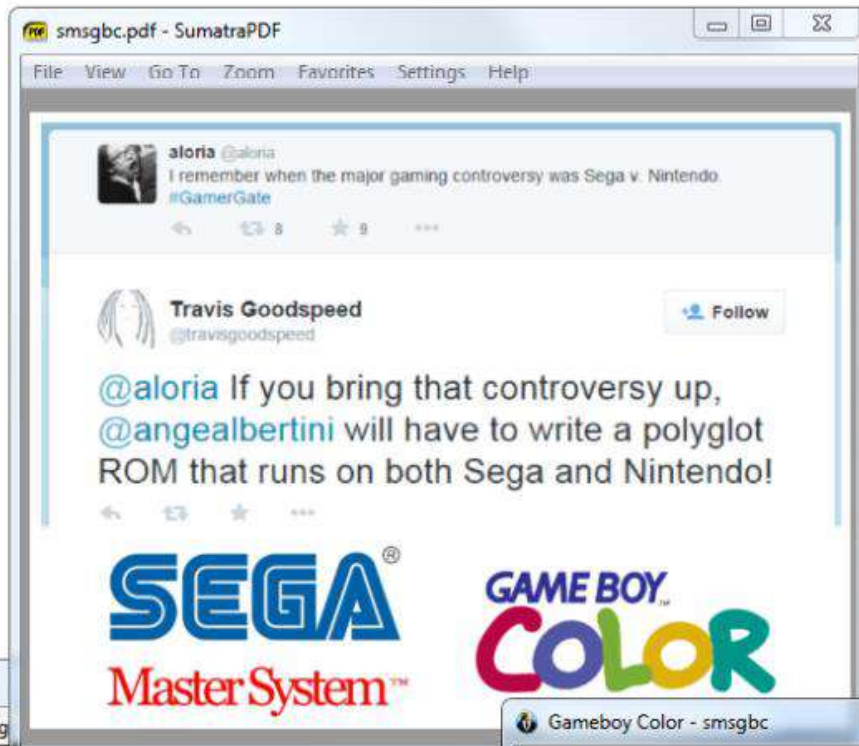 smsgbc.pdf - SumatraPDF
File View Go To Zoom Favorites Settings Help
aloria @aloria
I remember when the major gaming controversy was Sega v. Nintendo.
#GamerGate
8 9
Travis Goodspeed
@travisgoodspeed
Follow
@aloria If you bring that controversy up,
@angealbertini will have to write a polyglot
ROM that runs on both Sega and Nintendo!
SEGA®
Master System™
GAME BOY™
COLOR
g
Gameboy Color - smsgbc